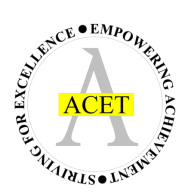 STRIVING FOR EXCELLENCE ● EMPOWERING ACHIEVEMENT ●
A
ACET